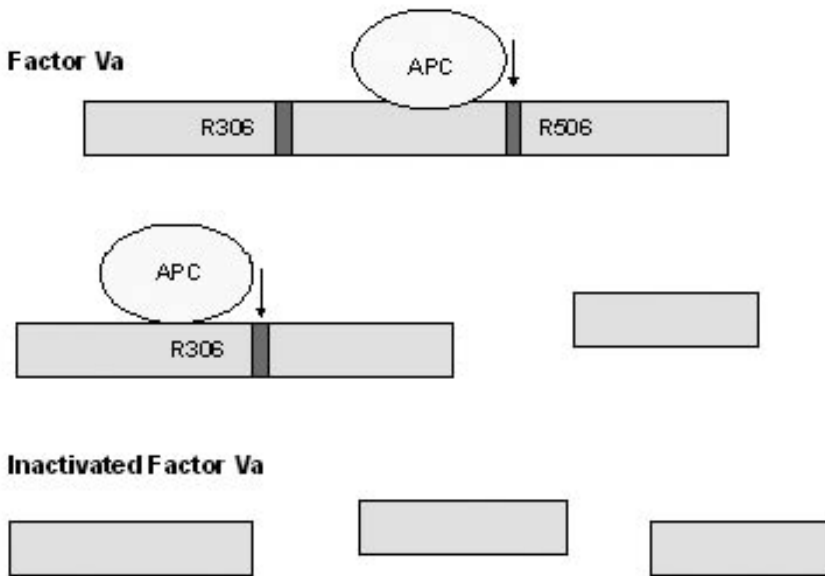 Factor Va
APC
R306
R506
APC
R306
Inactivated Factor Va